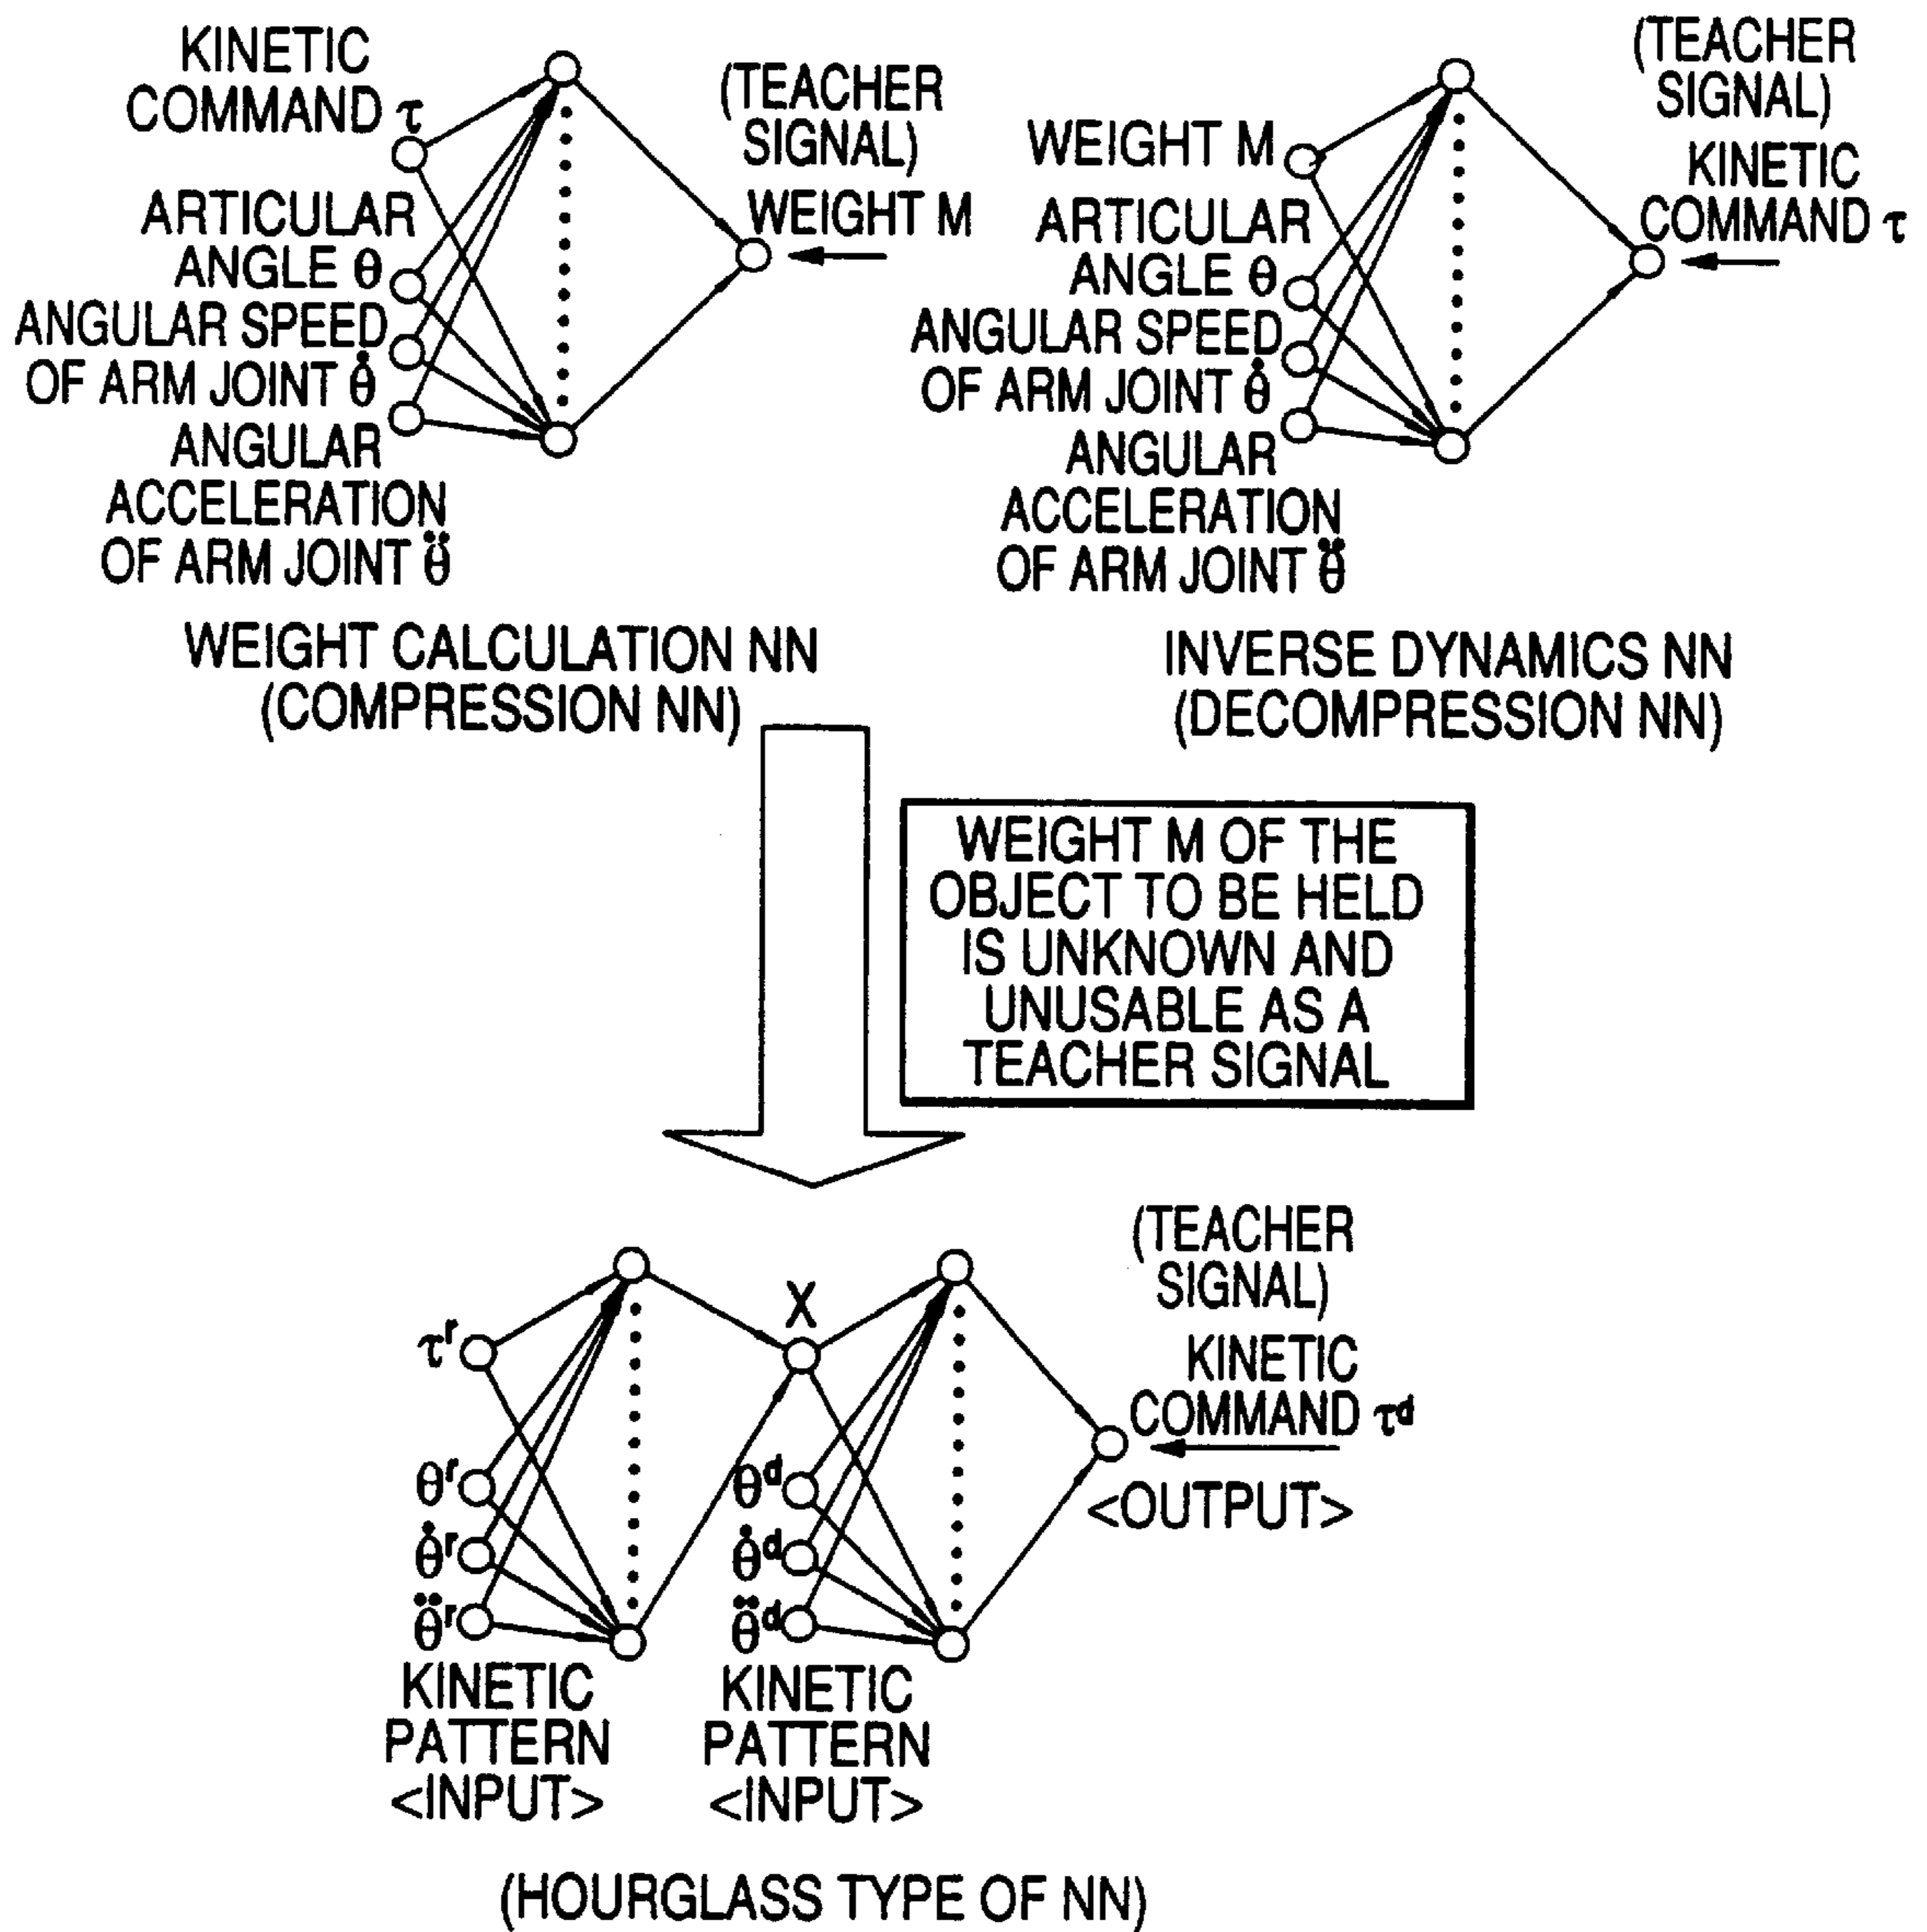 KINETIC
COMMAND τ
ARTICULAR
ANGLE θ
ANGULAR SPEED
OF ARM JOINT θ̇
ANGULAR
ACCELERATION
OF ARM JOINT θ̈
(TEACHER
SIGNAL)
WEIGHT M
WEIGHT CALCULATION NN
(COMPRESSION NN)
WEIGHT M
ARTICULAR
ANGLE θ
ANGULAR SPEED
OF ARM JOINT θ̇
ANGULAR
ACCELERATION
OF ARM JOINT θ̈
(TEACHER
SIGNAL)
KINETIC
COMMAND τ
INVERSE DYNAMICS NN
(DECOMPRESSION NN)
WEIGHT M OF THE
OBJECT TO BE HELD
IS UNKNOWN AND
UNUSABLE AS A
TEACHER SIGNAL
τʳ
θʳ
θ̇ʳ
θ̈ʳ
KINETIC
PATTERN
<INPUT>
X
θᵈ
θ̇ᵈ
θ̈ᵈ
KINETIC
PATTERN
<INPUT>
(TEACHER
SIGNAL)
KINETIC
COMMAND τᵈ
<OUTPUT>
(HOURGLASS TYPE OF NN)